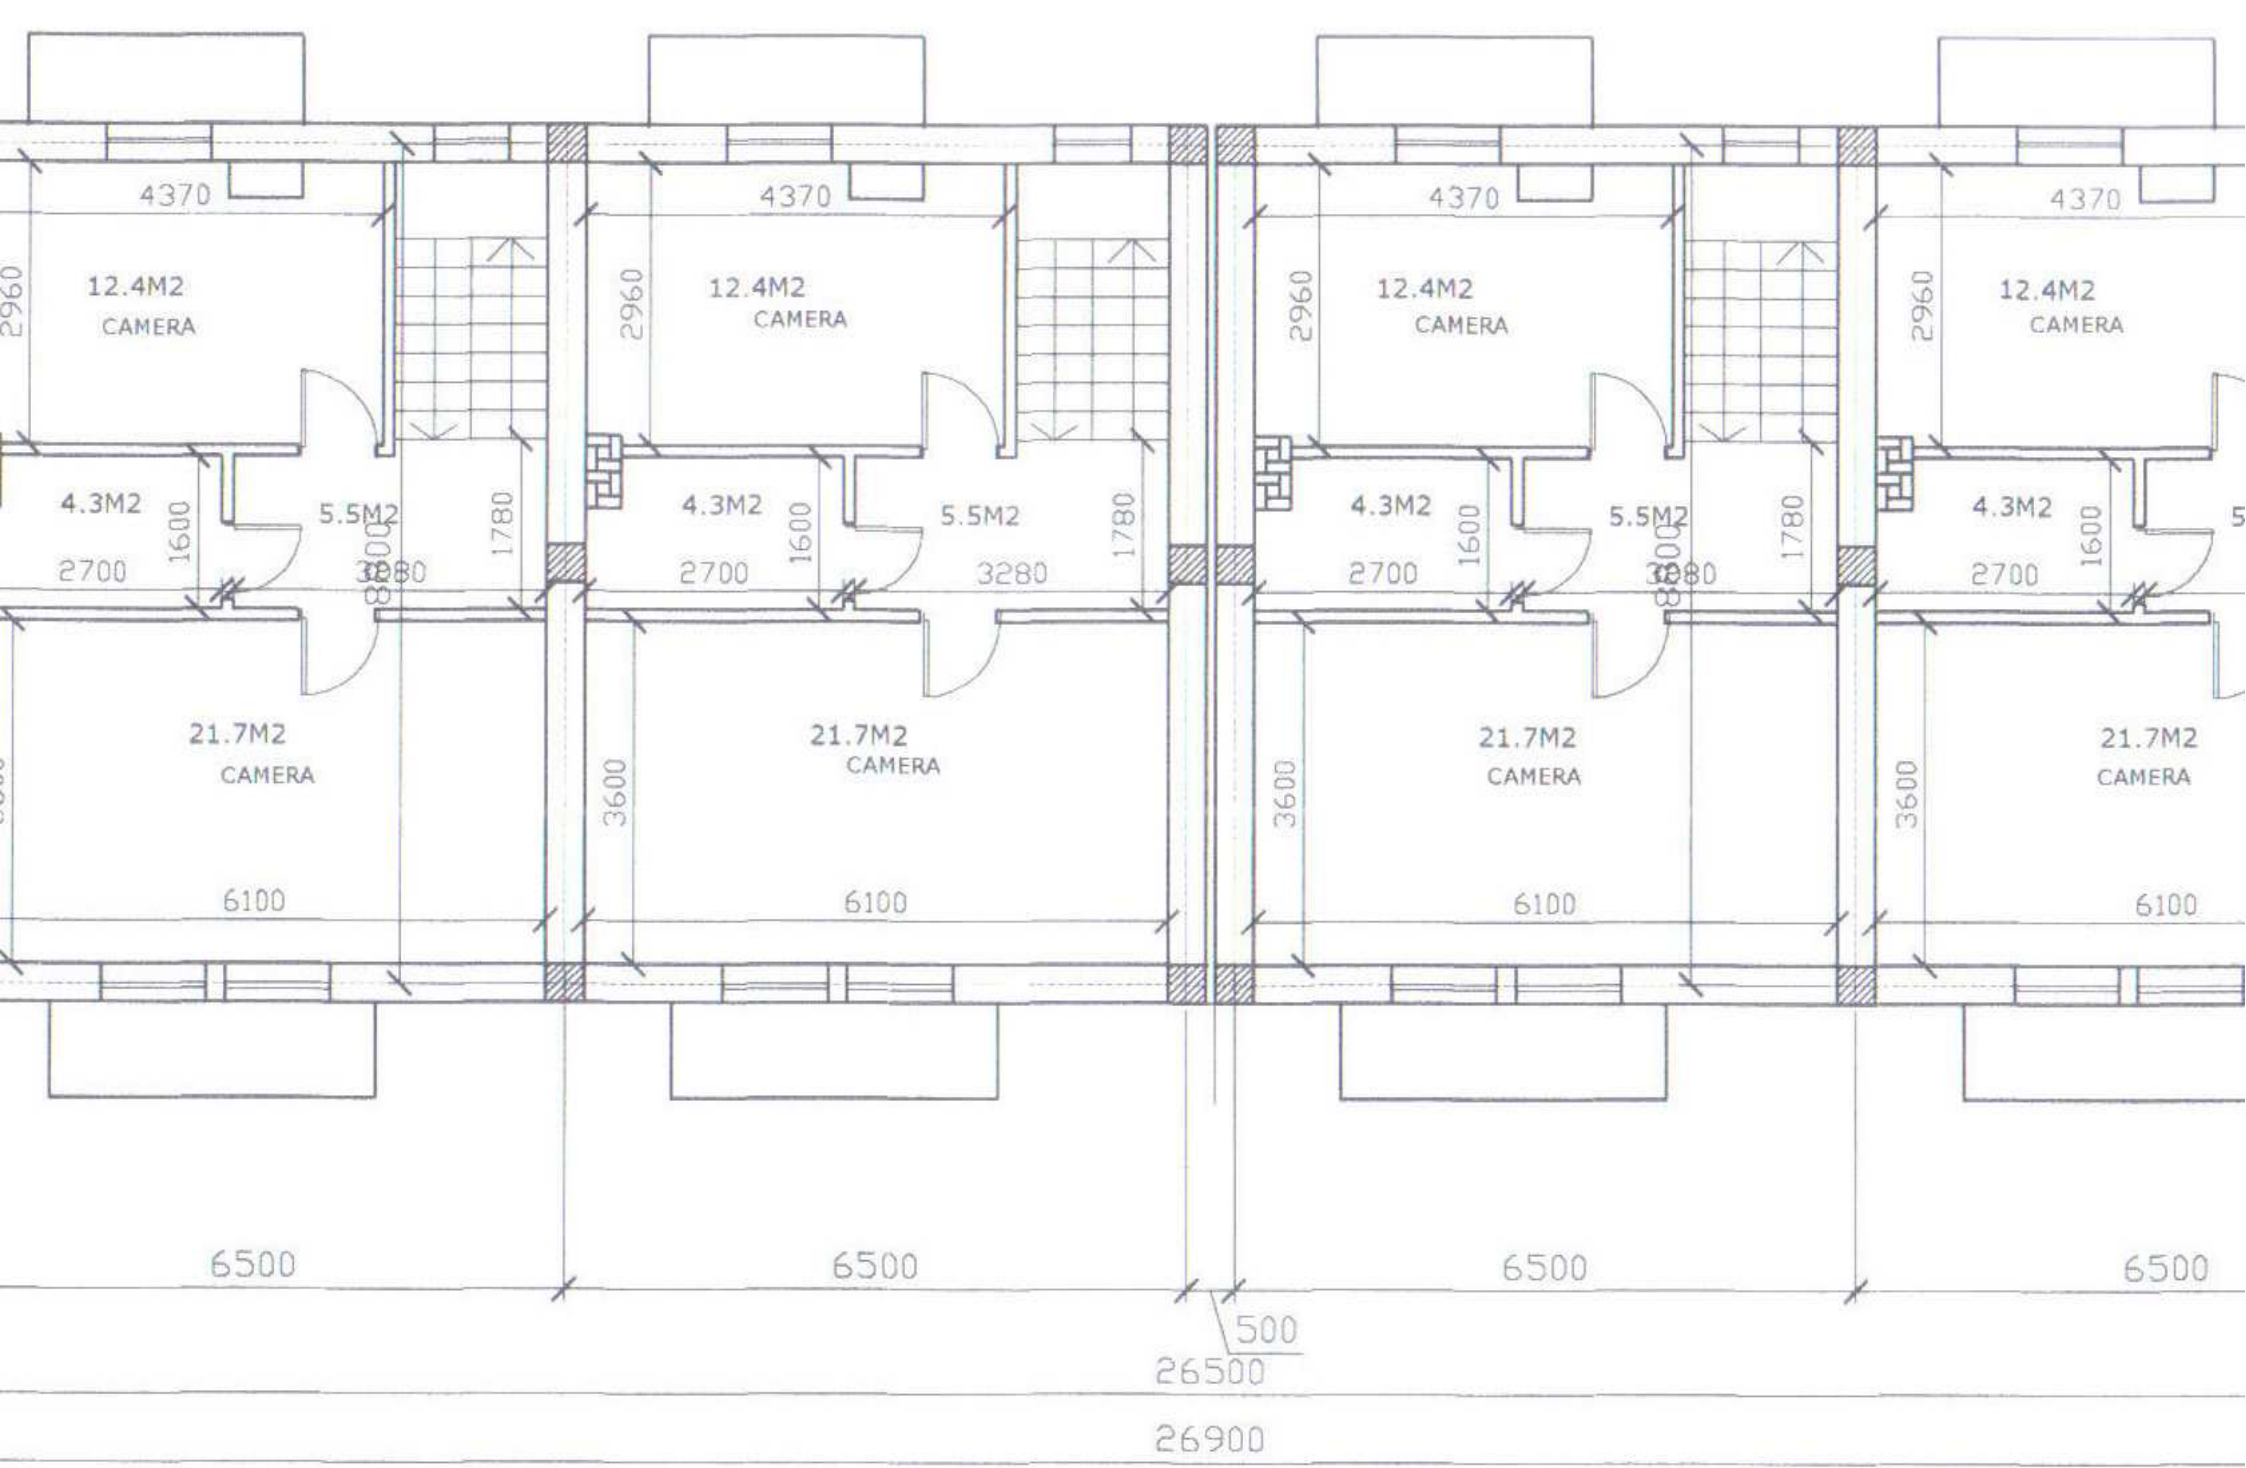 4370 4370 4370 4370
2960 2960 2960 2960
12.4M2 12.4M2 12.4M2 12.4M2
CAMERA CAMERA CAMERA CAMERA
4.3M2 1600 5.5M2 1780 4.3M2 1600 5.5M2 1780 4.3M2 1600 5.5M2 1780 4.3M2 1600
2700 2700 3280 2700 2700
21.7M2 21.7M2 21.7M2 21.7M2
CAMERA CAMERA CAMERA CAMERA
3600 3600 3600
6100 6100 6100 6100
6500 6500 6500 6500
500
26500
26900